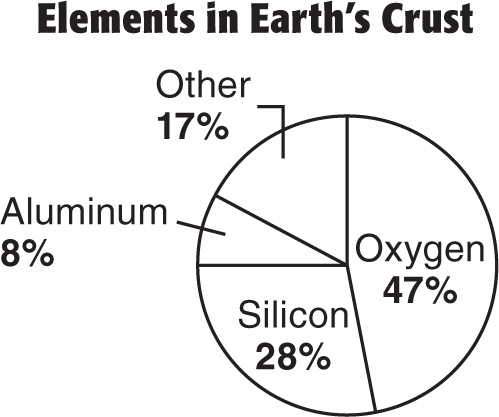 Elements in Earth's Crust
Other
17%
Aluminum
8%
Oxygen
47%
Silicon
28%